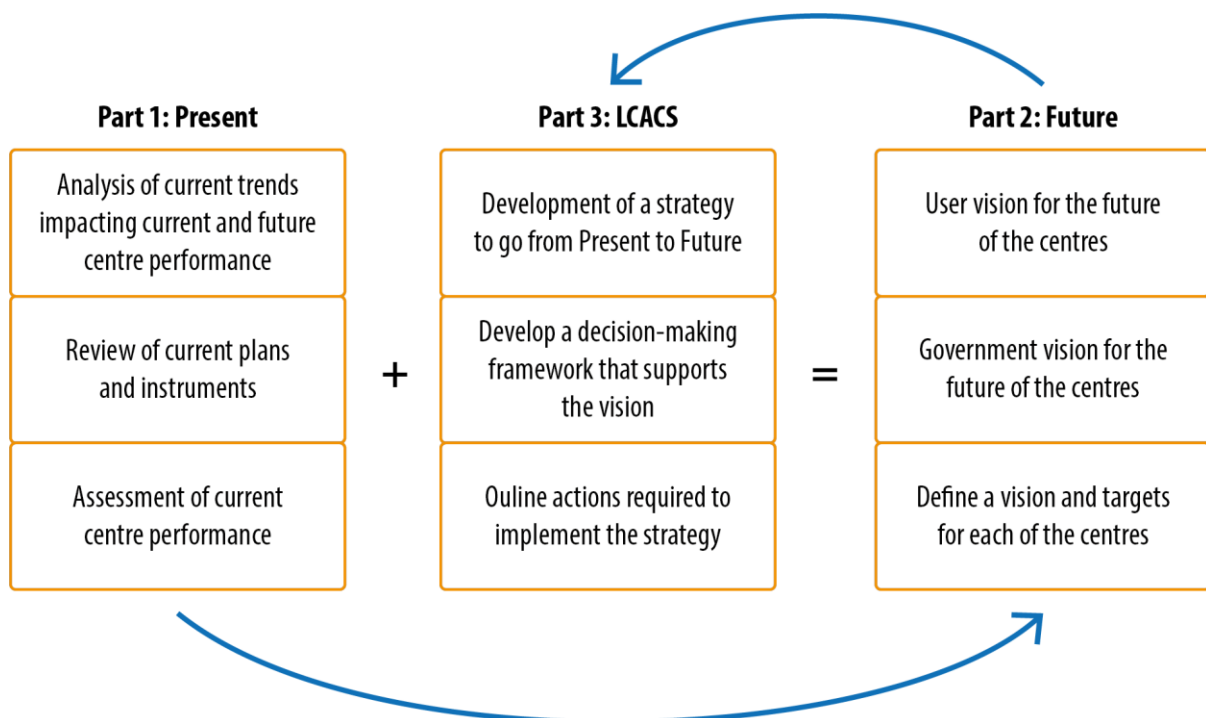 Part 1: Present
Analysis of current trends
impacting current and future
centre performance
Review of current plans
and instruments
Assessment of current
centre performance
+
Part 3: LCACS
Development of a strategy
to go from Present to Future
Develop a decision-making
framework that supports
the vision
Ouline actions required to
implement the strategy
=
Part 2: Future
User vision for the future
of the centres
Government vision for the
future of the centres
Define a vision and targets
for each of the centres